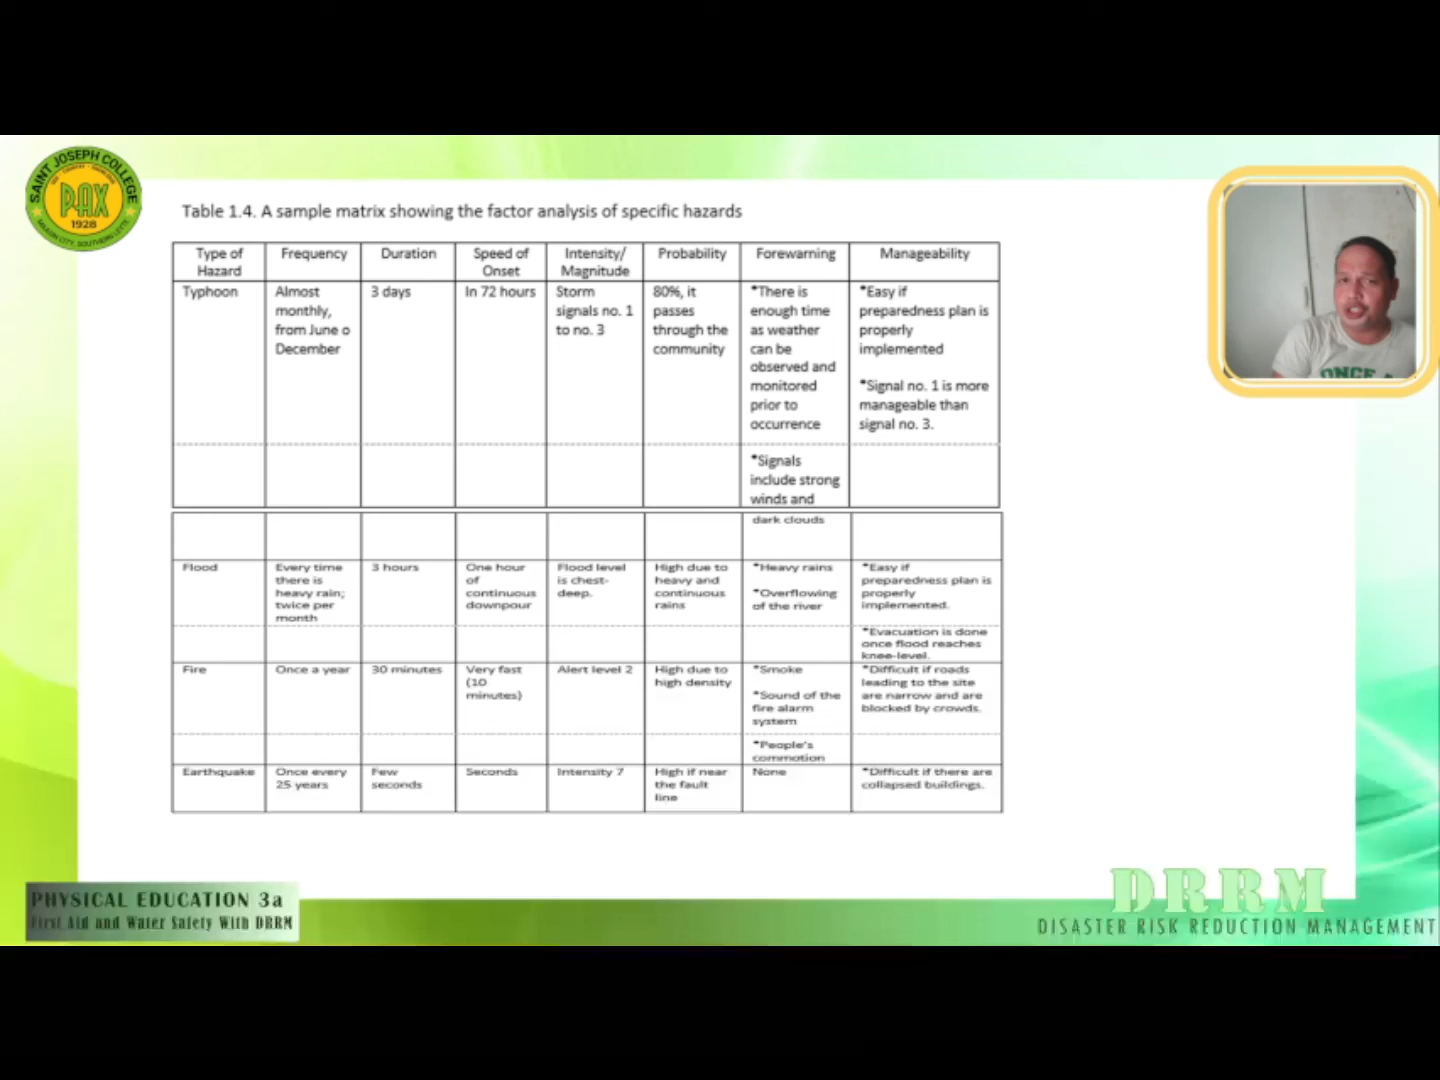 SAINT JOSEPH COLLEGE
PAX
1928
MAASIN CITY, SOUTHERN LEYTE
Table 1.4. A sample matrix showing the factor analysis of specific hazards
Type of
Hazard
Frequency
Duration
Speed of
Onset
Intensity/
Magnitude
Probability
Forewarning
Manageability
Typhoon
Almost
monthly,
from June o
December
3 days
In 72 hours
Storm
signals no. 1
to no. 3
80%, it
passes
through the
community
*There is
enough time
as weather
can be
observed and
monitored
prior to
occurrence
*Signals
include strong
winds and
dark clouds
*Easy if
preparedness plan is
properly
implemented
*Signal no. 1 is more
manageable than
signal no. 3.
Flood
Every time
there is
heavy rain;
twice per
month
3 hours
One hour
of
continuous
downpour
Flood level
is chest-
deep.
High due to
heavy and
continuous
rains
*Heavy rains
*Overflowing
of the river
*Easy if
preparedness plan is
properly
implemented.
*Evacuation is done
once flood reaches
knee-level.
Fire
Once a year
30 minutes
Very fast
(10
minutes)
Alert level 2
High due to
high density
*Smoke
*Sound of the
fire alarm
system
*People's
commotion
*Difficult if roads
leading to the site
are narrow and are
blocked by crowds.
Earthquake
Once every
25 years
Few
seconds
Seconds
Intensity 7
High if near
the fault
line
None
*Difficult if there are
collapsed buildings.
ONCE
PHYSICAL EDUCATION 3a
First Aid and Water Safety With DRRM
DRRM
DISASTER RISK REDUCTION MANAGEMENT